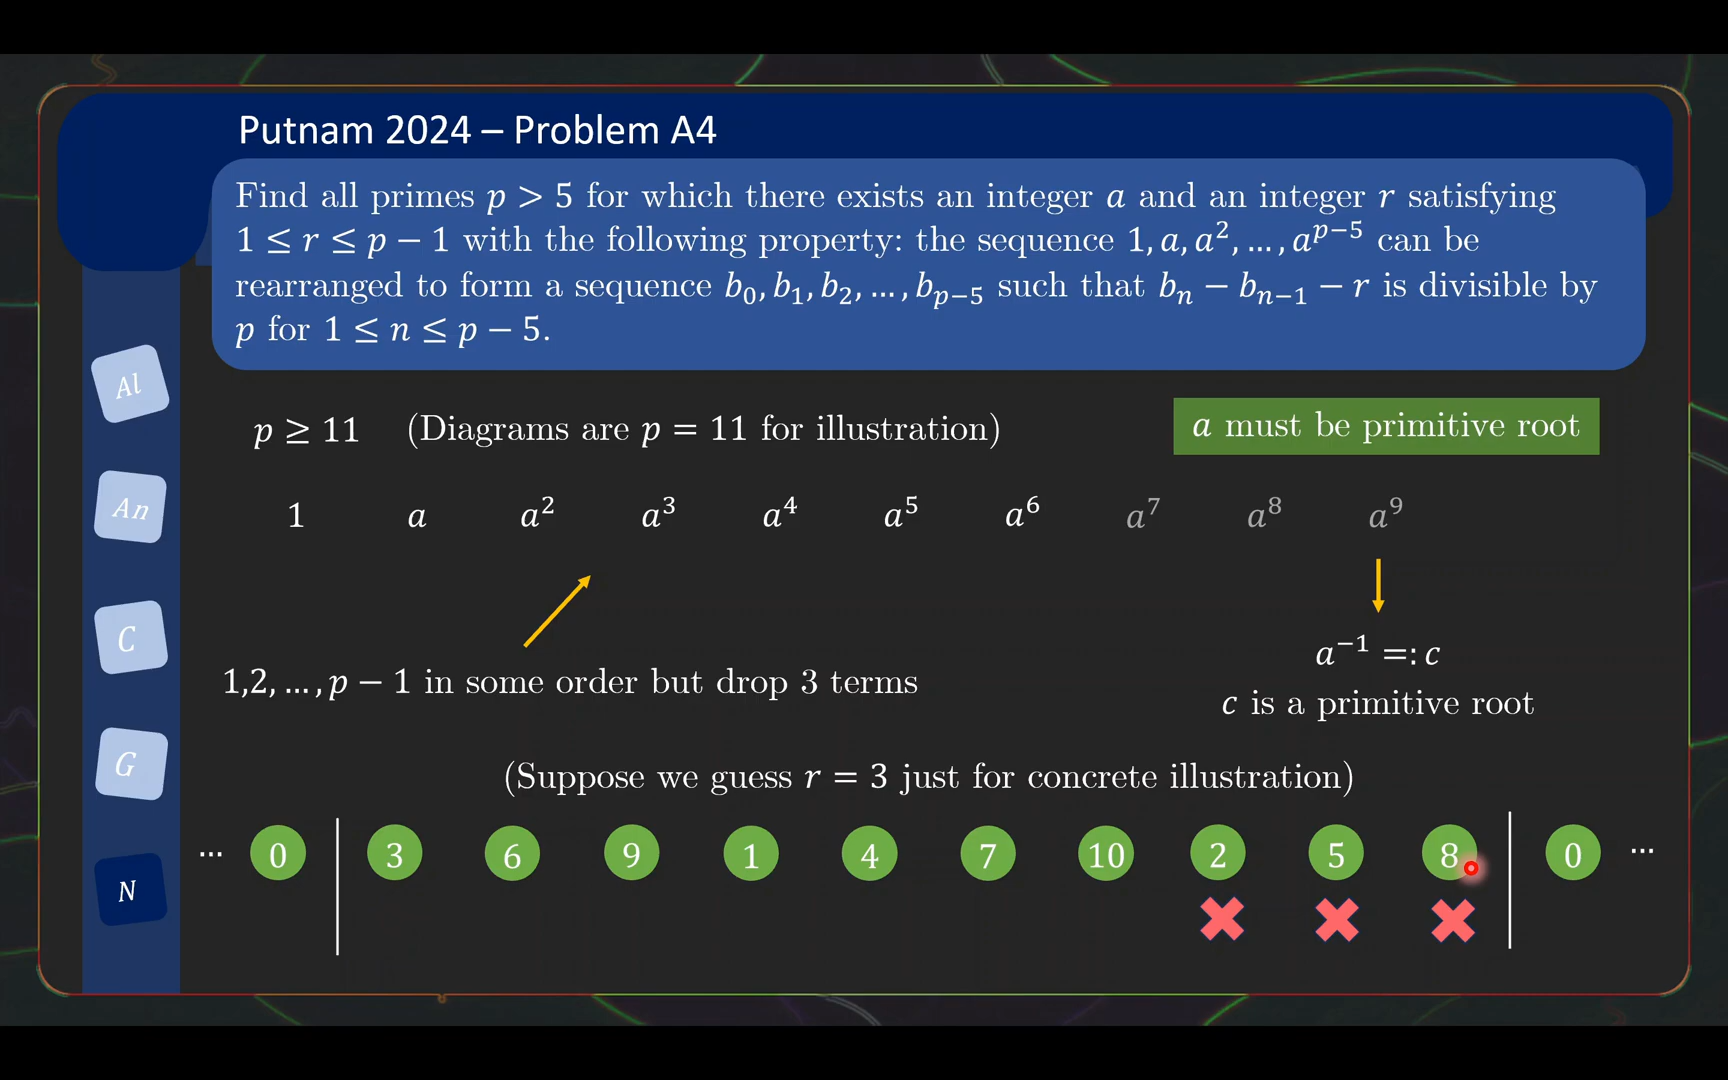 Putnam 2024 – Problem A4
Find all primes p > 5 for which there exists an integer a and an integer r satisfying
1 ≤ r ≤ p − 1 with the following property: the sequence 1, a, a², …, aᵖ⁻⁵ can be
rearranged to form a sequence b₀, b₁, b₂, …, bₚ₋₅ such that bₙ − bₙ₋₁ − r is divisible by
p for 1 ≤ n ≤ p − 5.
Al
An
C
G
N
p ≥ 11 (Diagrams are p = 11 for illustration)
a must be primitive root
1 a a² a³ a⁴ a⁵ a⁶ a⁷ a⁸ a⁹
a⁻¹ =: c
1,2, …, p − 1 in some order but drop 3 terms
c is a primitive root
(Suppose we guess r = 3 just for concrete illustration)
… 0 3 6 9 1 4 7 10 2 5 8 0 …